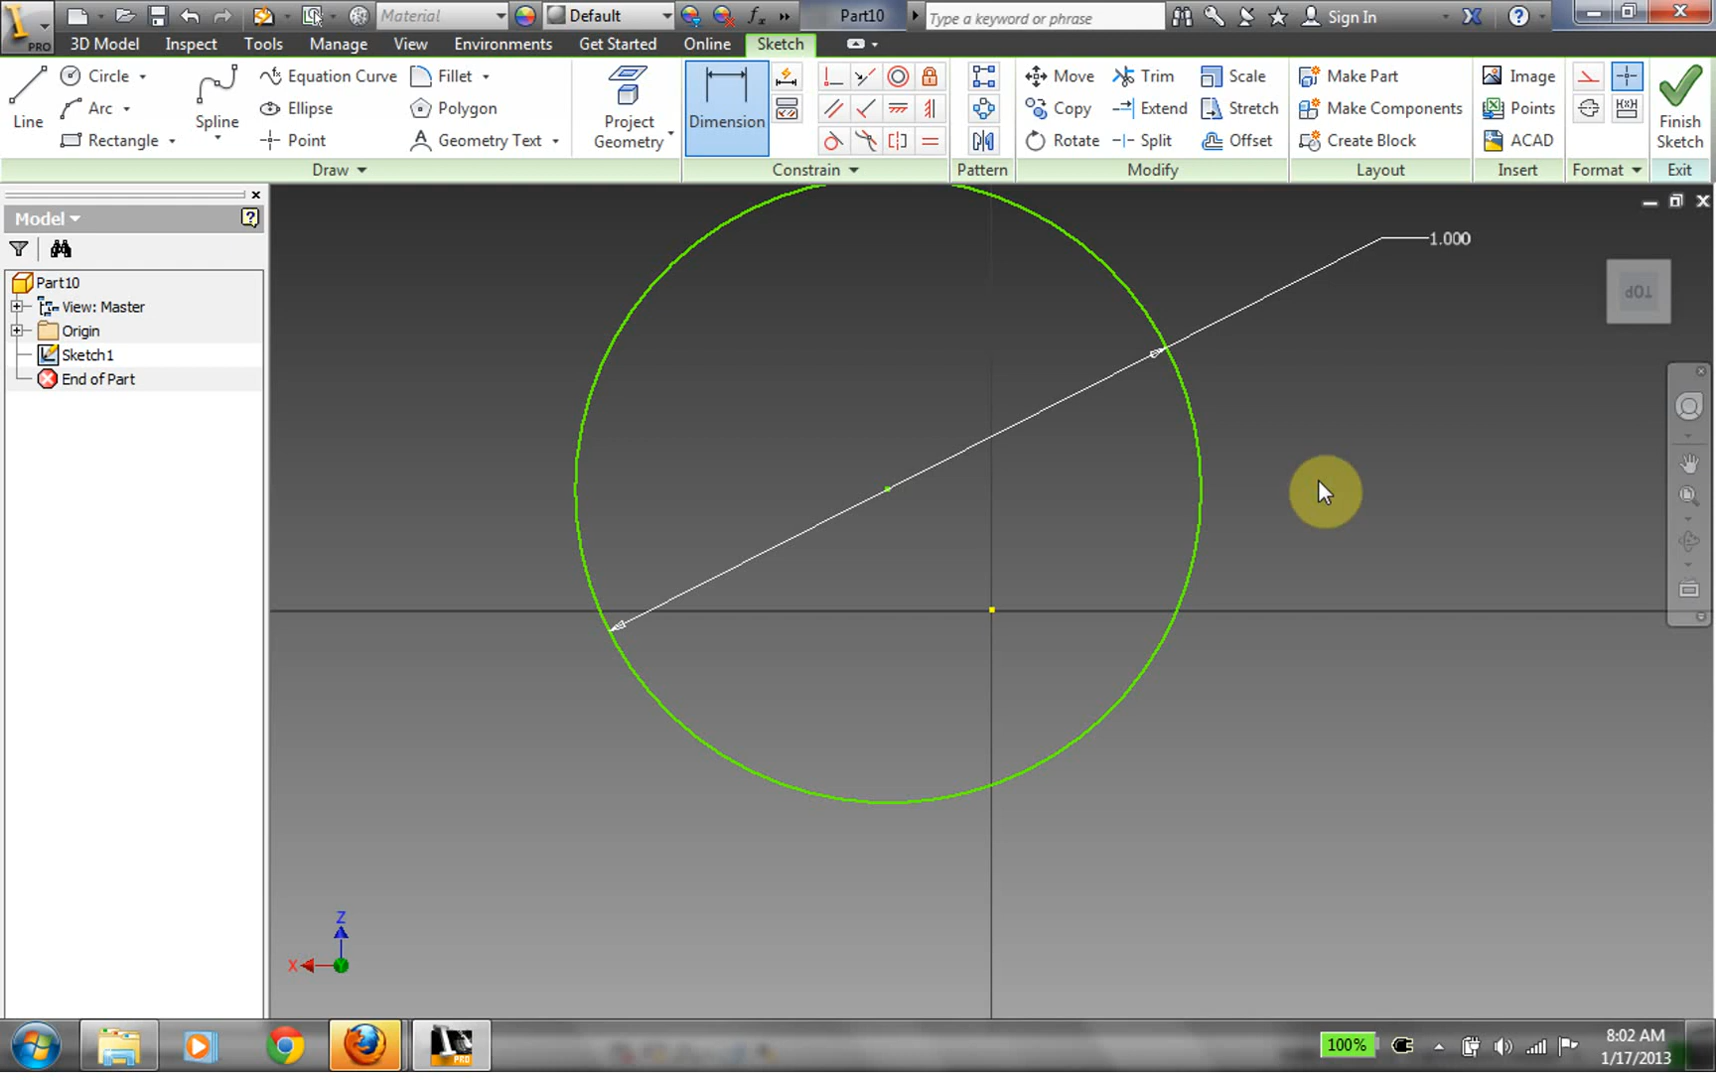 PRO
Material
Default
fx
Part10
Type a keyword or phrase
Sign In
3D Model Inspect Tools Manage View Environments Get Started Online Sketch
Line
Circle
Arc
Rectangle
Spline
Equation Curve
Ellipse
Point
Fillet
Polygon
Geometry Text
Project
Geometry
Dimension
Move
Copy
Rotate
Trim
Extend
Split
Scale
Stretch
Offset
Make Part
Make Components
Create Block
Image
Points
ACAD
Finish
Sketch
Draw Constrain Pattern Modify Layout Insert Format Exit
Model
Part10
View: Master
Origin
Sketch1
End of Part
1.000
TOP
Z
X
PRO
100%
8:02 AM
1/17/2013